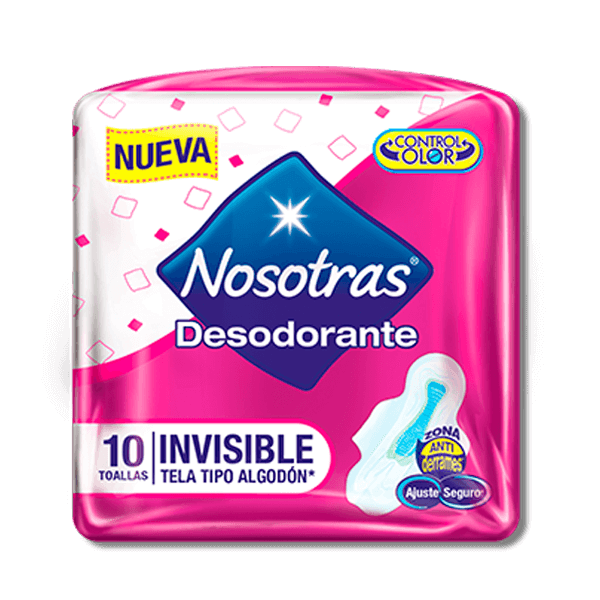 NUEVA
CONTROL
OLOR
Nosotras®
Desodorante
10
TOALLAS
INVISIBLE
TELA TIPO ALGODÓN*
ZONA
ANTI
derrames
Ajuste Seguro